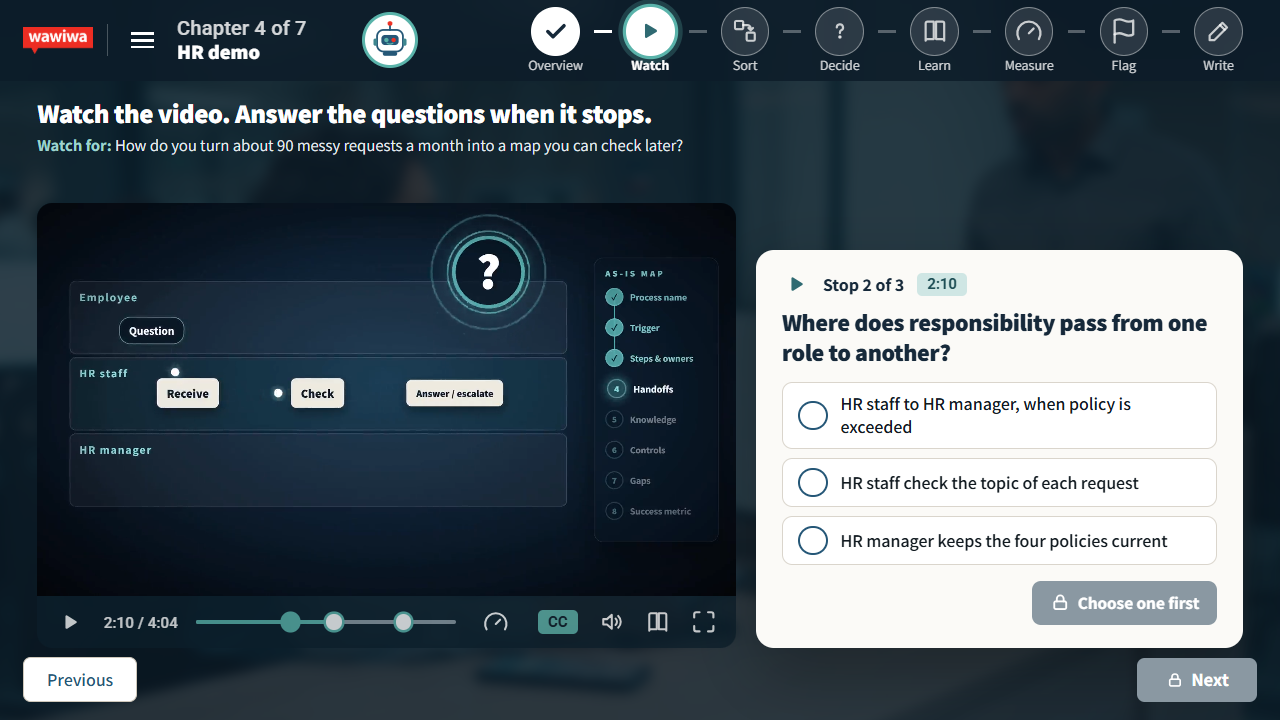 wawiwa
Chapter 4 of 7
HR demo
Overview
Watch
Sort
?
Decide
Learn
Measure
Flag
Write
Watch the video. Answer the questions when it stops.
Watch for: How do you turn about 90 messy requests a month into a map you can check later?
?
Employee
Question
HR staff
Receive
Check
Answer / escalate
HR manager
AS-IS MAP
Process name
Trigger
Steps & owners
4 Handoffs
5 Knowledge
6 Controls
7 Gaps
8 Success metric
2:10 / 4:04
CC
Stop 2 of 3
2:10
Where does responsibility pass from one
role to another?
HR staff to HR manager, when policy is
exceeded
HR staff check the topic of each request
HR manager keeps the four policies current
Choose one first
Previous
Next